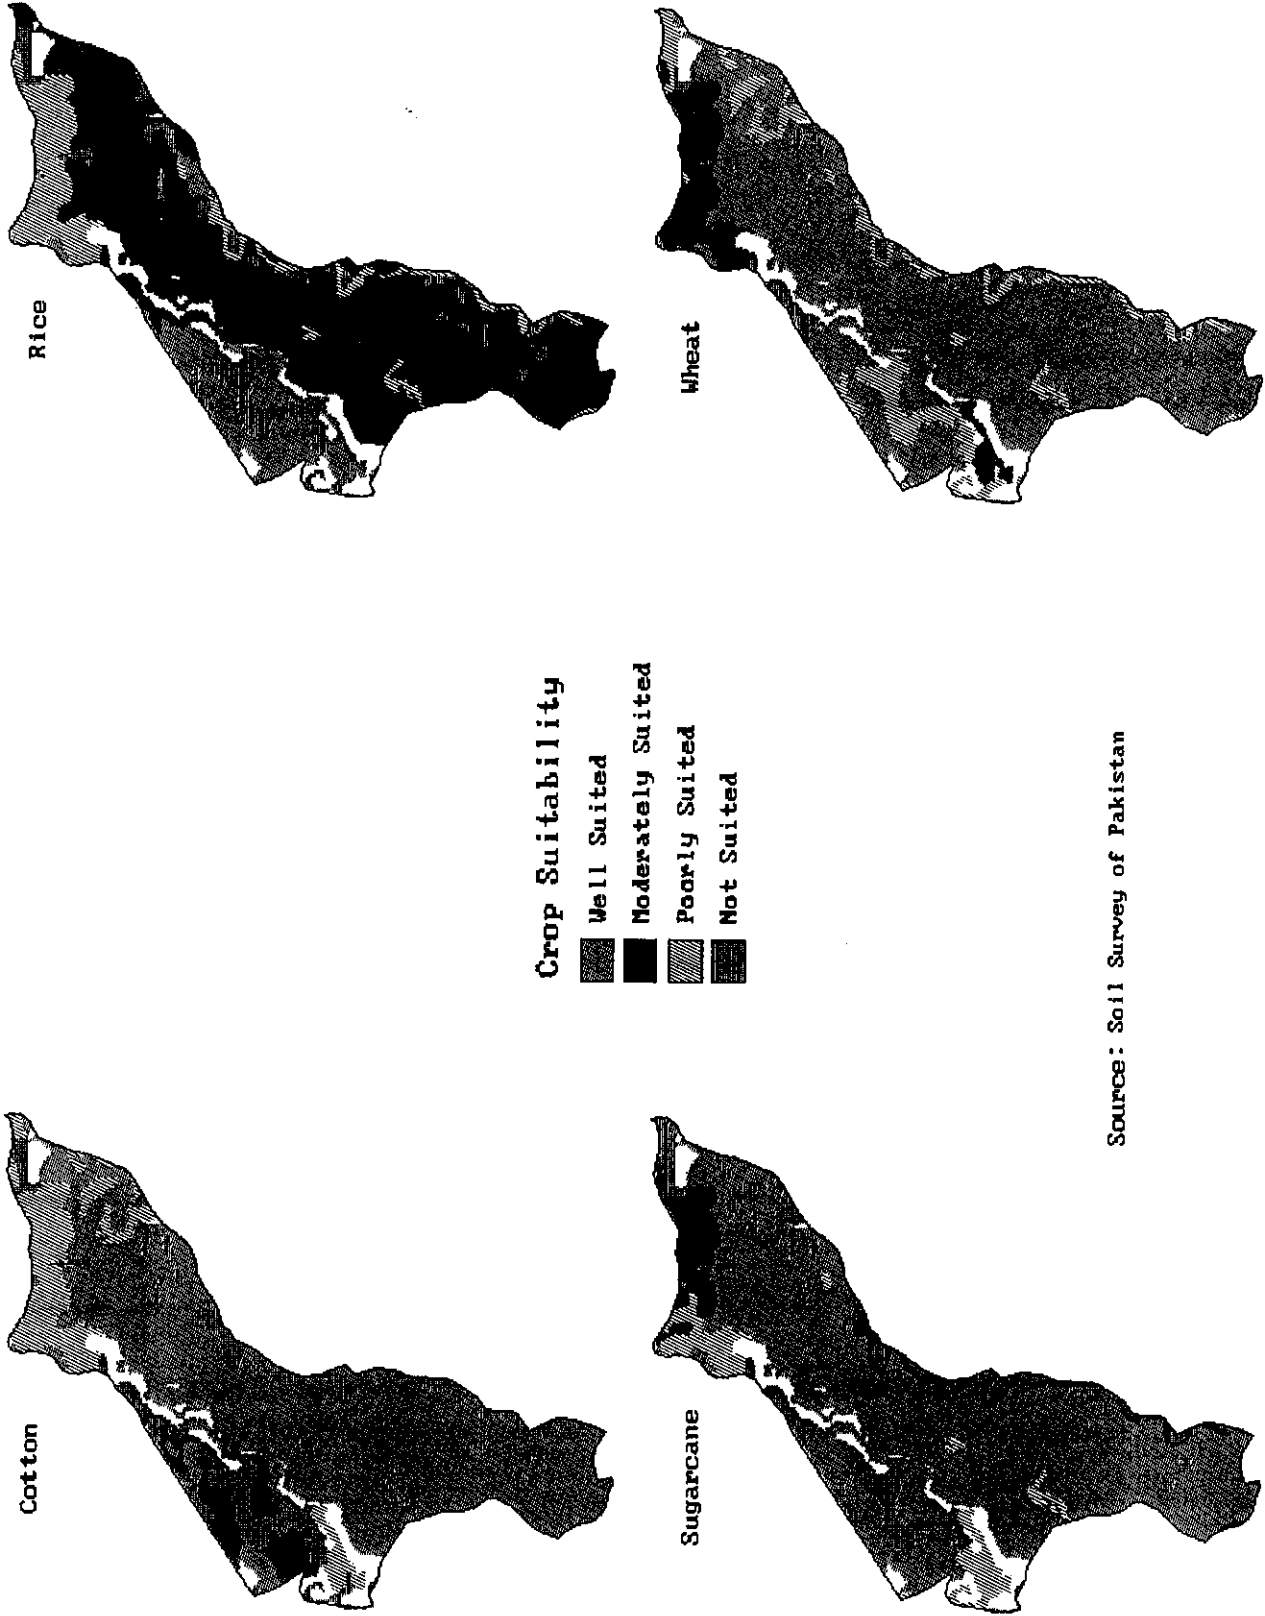 Cotton
Rice
Sugarcane
Wheat
Crop Suitability
Well Suited
Moderately Suited
Poorly Suited
Not Suited
Source: Soil Survey of Pakistan